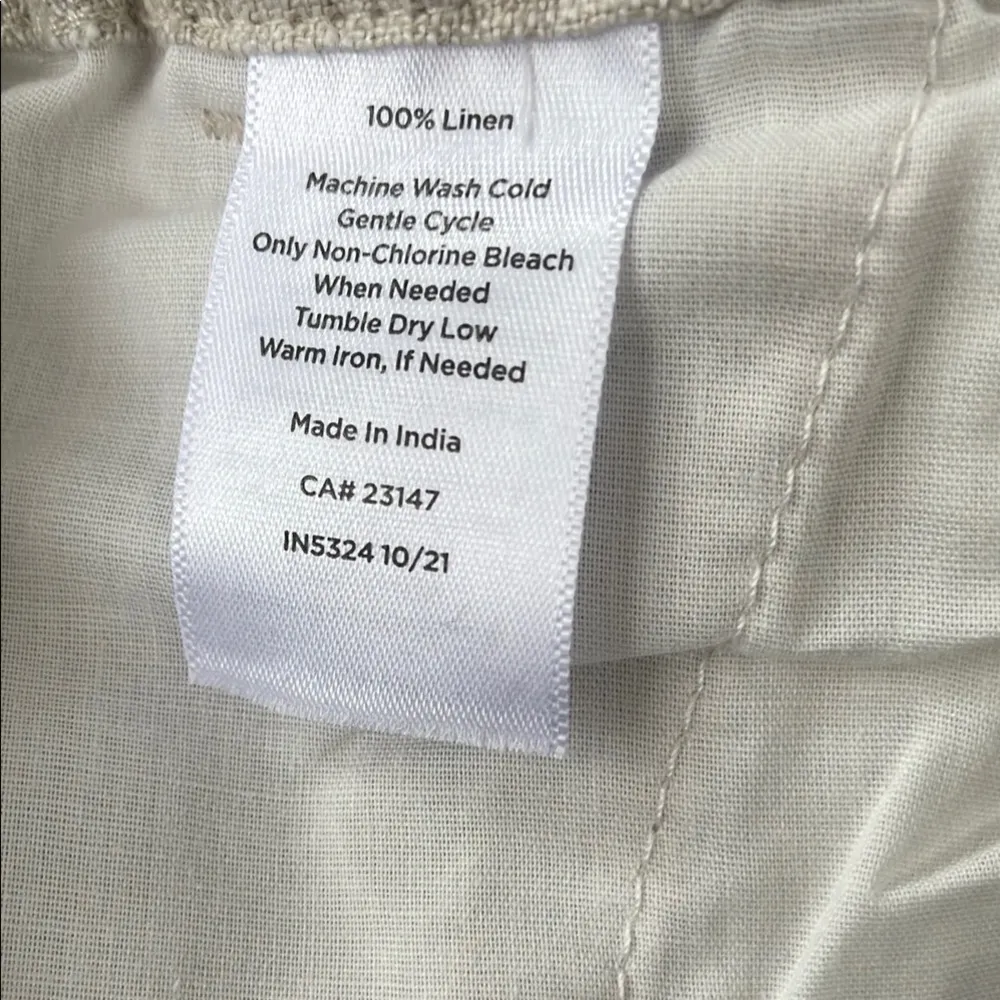 100% Linen
Machine Wash Cold
Gentle Cycle
Only Non-Chlorine Bleach
When Needed
Tumble Dry Low
Warm Iron, If Needed
Made In India
CA# 23147
IN5324 10/21